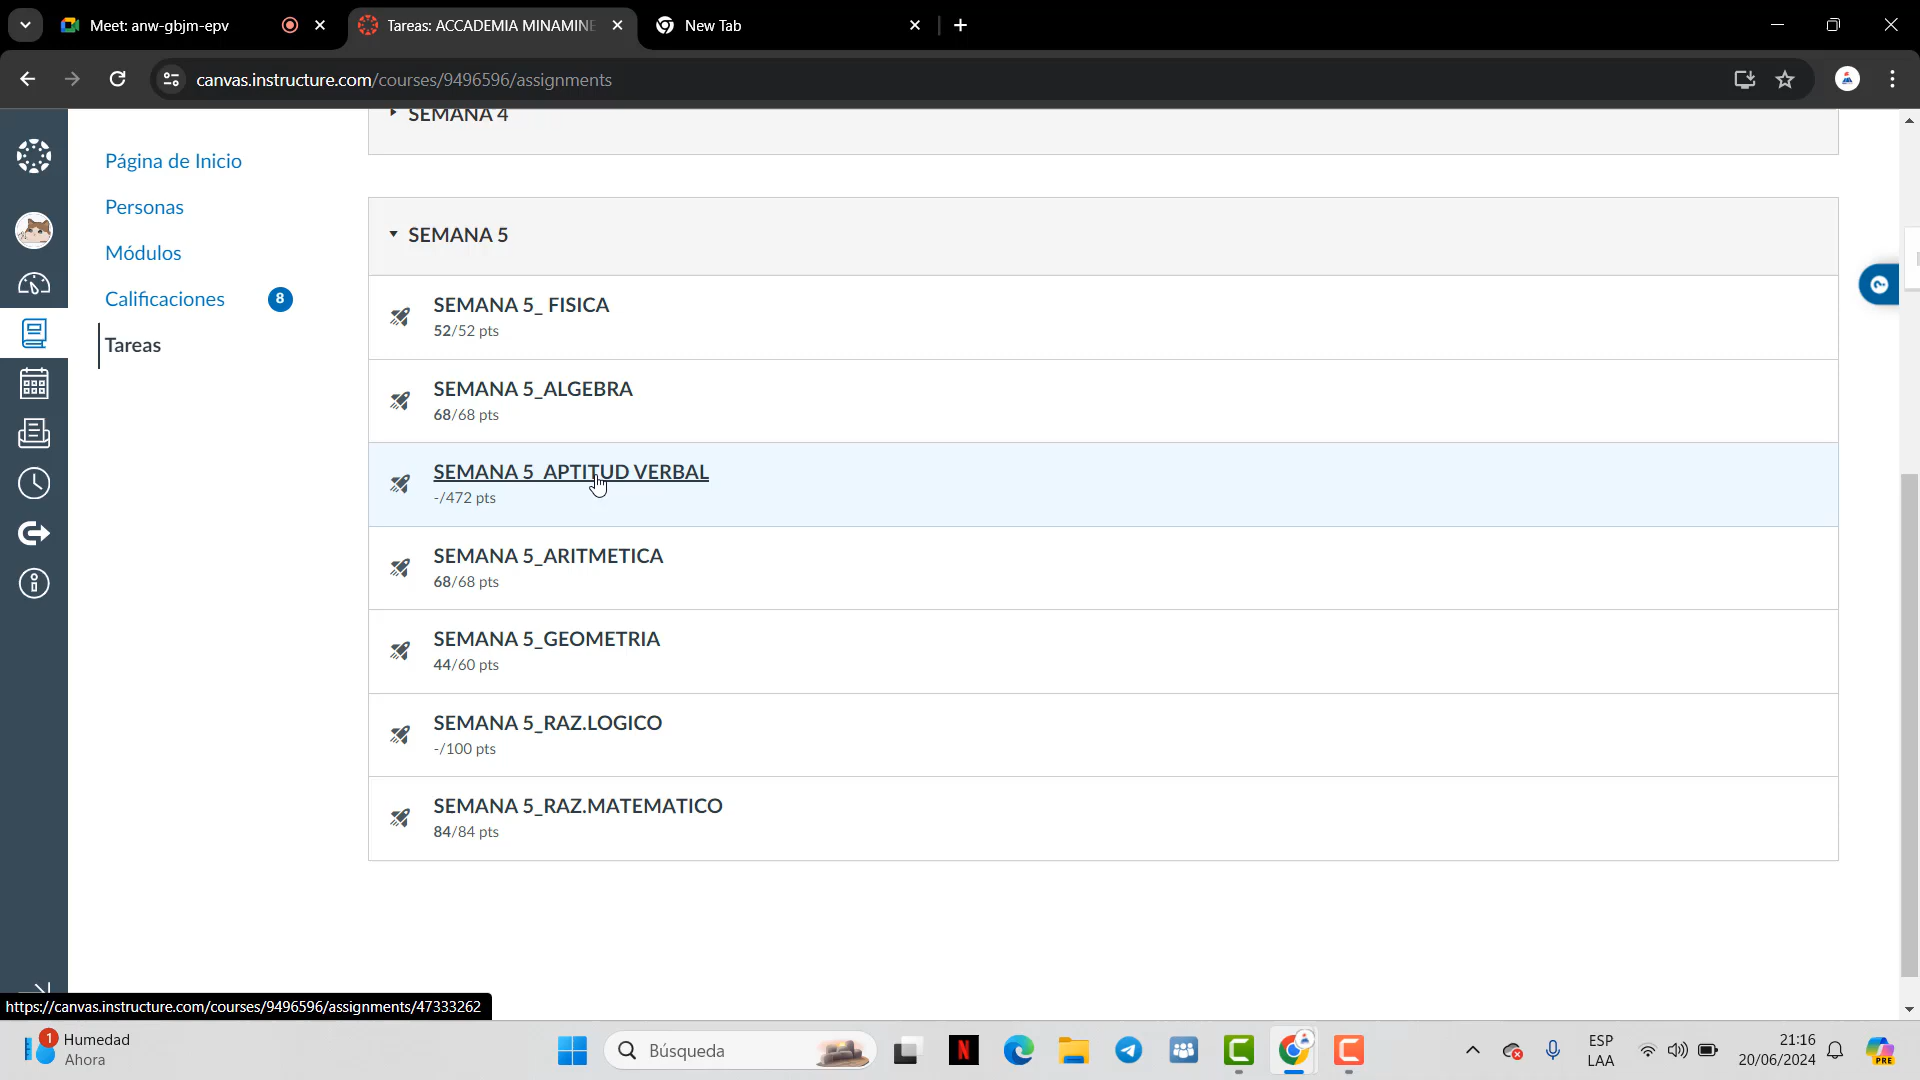 Meet: anw-gbjm-epv
Tareas: ACCADEMIA MINAMINE
New Tab
canvas.instructure.com/courses/9496596/assignments
SEMANA 4
Página de Inicio
Personas
Módulos
Calificaciones 8
Tareas
SEMANA 5
SEMANA 5_ FISICA
52/52 pts
SEMANA 5_ALGEBRA
68/68 pts
SEMANA 5_APTITUD VERBAL
-/472 pts
SEMANA 5_ARITMETICA
68/68 pts
SEMANA 5_GEOMETRIA
44/60 pts
SEMANA 5_RAZ.LOGICO
-/100 pts
SEMANA 5_RAZ.MATEMATICO
84/84 pts
https://canvas.instructure.com/courses/9496596/assignments/47333262
1
Humedad
Ahora
Búsqueda
N
ESP
LAA
21:16
20/06/2024
PRE